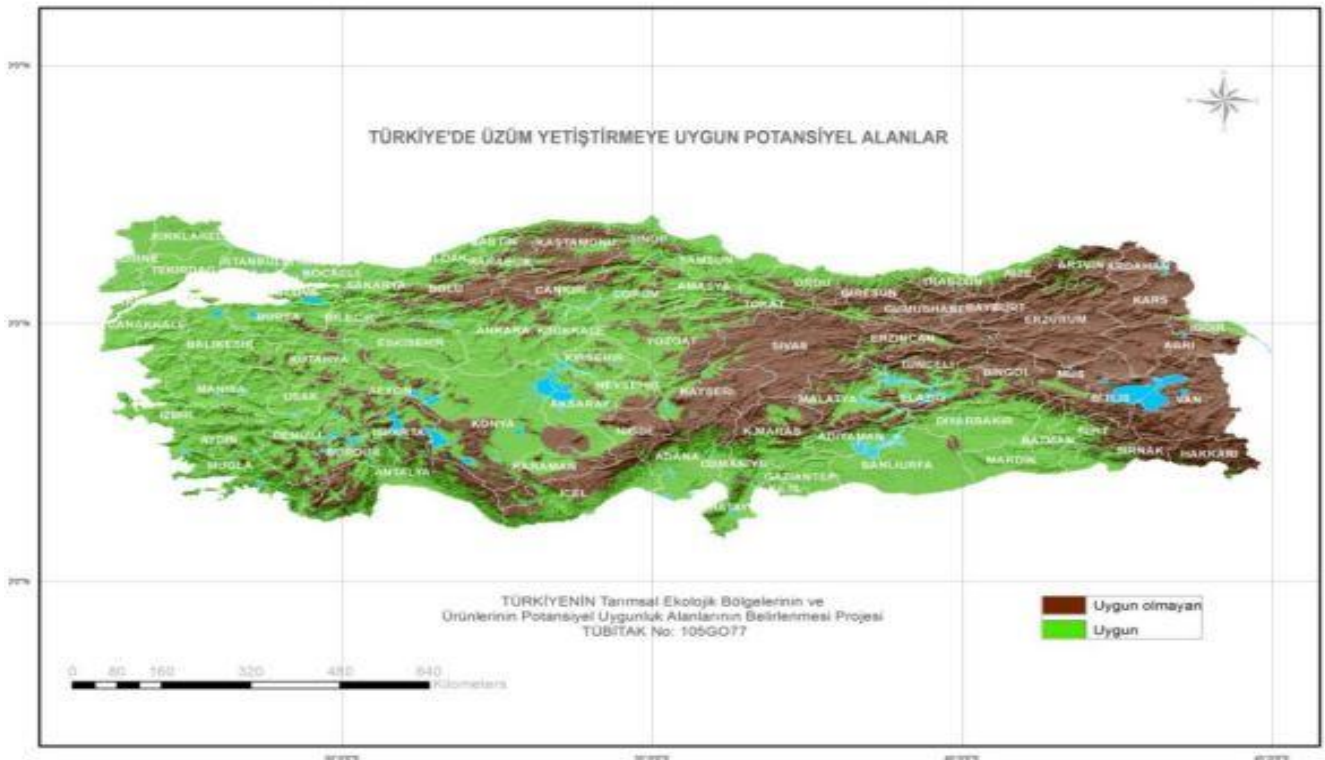 TÜRKİYE'DE ÜZÜM YETİŞTİRMEYE UYGUN POTANSİYEL ALANLAR
KIRKLARELİ
TEKİRDAĞ
İSTANBUL
KOCAELİ
SAKARYA
BOLU
KASTAMONU
SİNOP
SAMSUN
ÇANKIRI
ÇORUM
AMASYA
TOKAT
ORDU
GİRESUN
TRABZON
RİZE
ARTVİN
ARDAHAN
KARS
GÜMÜŞHANE
BAYBURT
ERZURUM
IĞDIR
AĞRI
ÇANAKKALE
BALIKESİR
BURSA
BİLECİK
ESKİŞEHİR
ANKARA
KIRIKKALE
YOZGAT
SİVAS
ERZİNCAN
TUNCELİ
BİNGÖL
MUŞ
BİTLİS
VAN
KÜTAHYA
MANİSA
UŞAK
AFYON
KIRŞEHİR
NEVŞEHİR
KAYSERİ
AKSARAY
MALATYA
ELAZIĞ
DİYARBAKIR
İZMİR
AYDIN
DENİZLİ
ISPARTA
BURDUR
KONYA
NİĞDE
K.MARAŞ
ADIYAMAN
BATMAN
SİİRT
ŞIRNAK
HAKKARİ
MUĞLA
ANTALYA
KARAMAN
İÇEL
ADANA
OSMANİYE
GAZİANTEP
ŞANLIURFA
MARDİN
HATAY
TÜRKİYENİN Tarımsal Ekolojik Bölgelerinin ve
Ürünlerinin Potansiyel Uygunluk Alanlarının Belirlenmesi Projesi
TÜBİTAK No: 105GO77
Uygun olmayan
Uygun
0 80 160 320 480 640
Kilometers